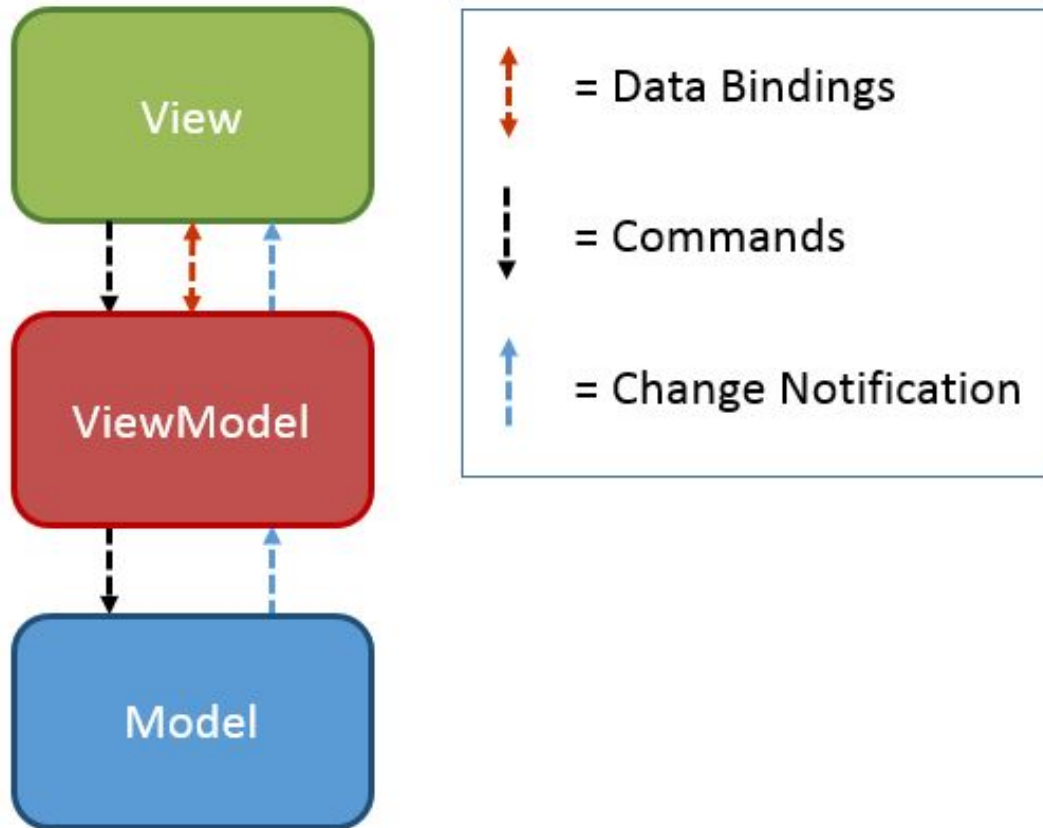 View
ViewModel
Model
= Data Bindings
= Commands
= Change Notification